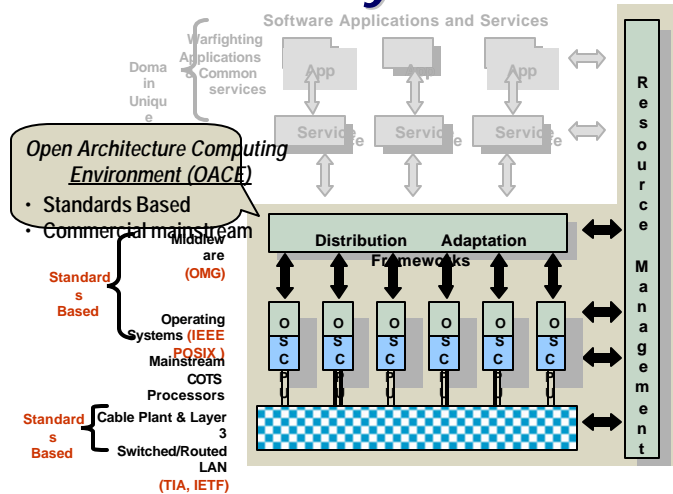 Software Applications and Services
Warfighting
Applications
& Common
services
Doma
in
Uniqu
e
App
App
Service
Service
Service
Open Architecture Computing
Environment (OACE)
• Standards Based
• Commercial mainstream
Middlew
are
(OMG)
Standard
s
Based
Operating
Systems (IEEE
POSIX )
Mainstream
COTS
Processors
Standard
s
Based
Cable Plant & Layer
3
Switched/Routed
LAN
(TIA, IETF)
Distribution Adaptation
Frameworks
O S C P U
O S C P U
O S C P U
O S C P U
O S C P U
O S C P U
Resource Management